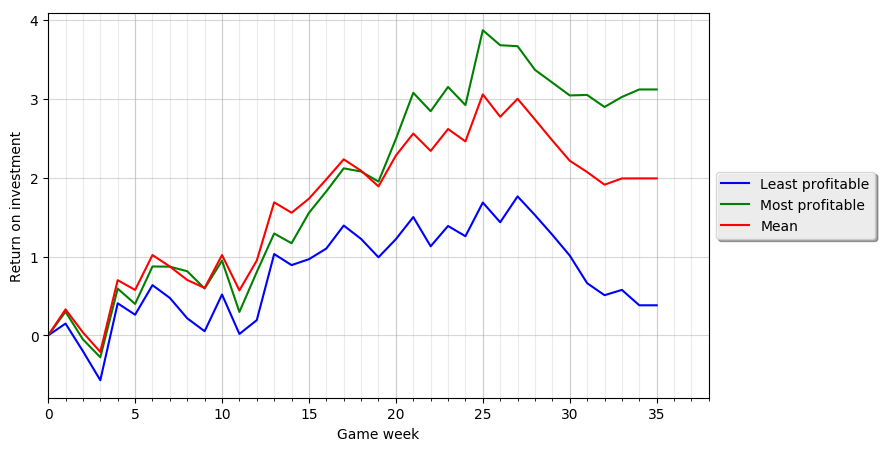 4
3
2
1
0
Return on investment
0 5 10 15 20 25 30 35
Game week
Least profitable
Most profitable
Mean